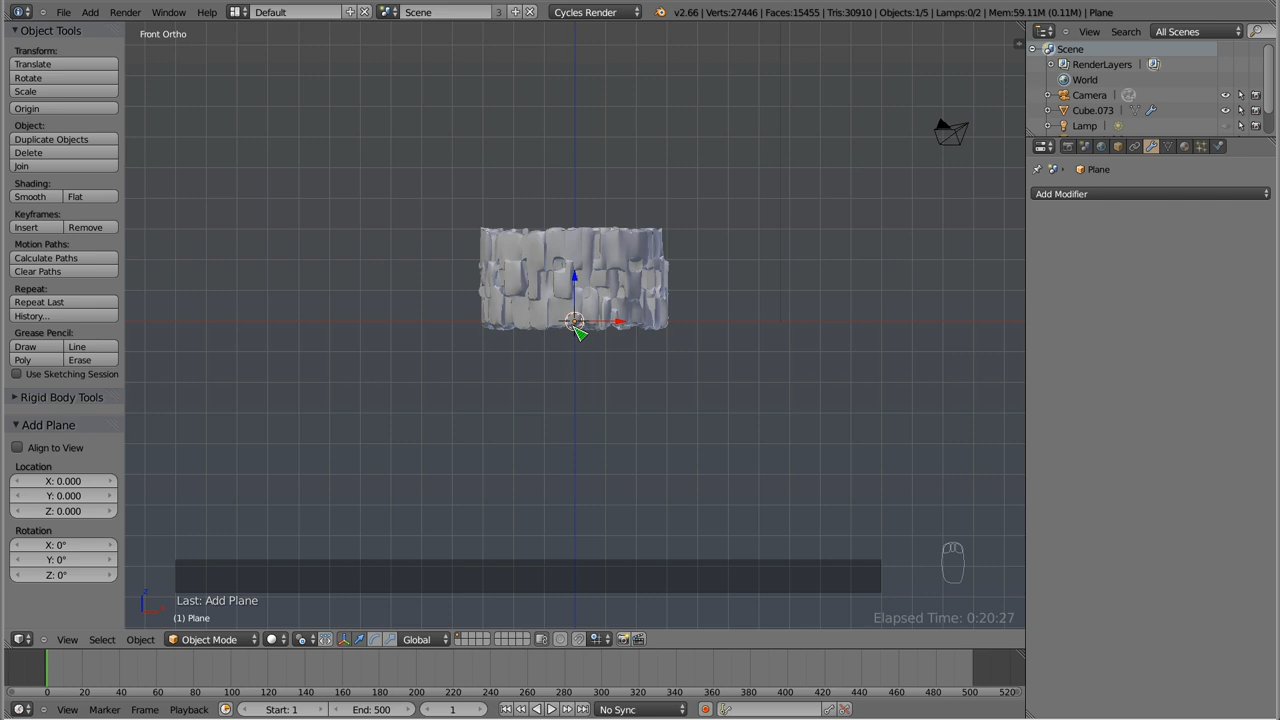 File Add Render Window Help Default Scene 3 Cycles Render v2.66 | Verts:27446 | Faces:15455 | Tris:30910 | Objects:1/5 | Lamps:0/2 | Mem:59.11M (0.11M) | Plane
Object Tools
Transform:
Translate
Rotate
Scale
Origin
Object:
Duplicate Objects
Delete
Join
Shading:
Smooth Flat
Keyframes:
Insert Remove
Motion Paths:
Calculate Paths
Clear Paths
Repeat:
Repeat Last
History...
Grease Pencil:
Draw Line
Poly Erase
Use Sketching Session
Rigid Body Tools
Add Plane
Align to View
Location
X: 0.000
Y: 0.000
Z: 0.000
Rotation
X: 0°
Y: 0°
Z: 0°
Front Ortho
Last: Add Plane
(1) Plane
Elapsed Time: 0:20:27
View Search All Scenes
Scene
RenderLayers
World
Camera
Cube.073
Lamp
Plane
Add Modifier
View Select Object Object Mode Global
0 20 40 60 80 100 120 140 160 180 200 220 240 260 280 300 320 340 360 380 400 420 440 460 480 500 520
View Marker Frame Playback Start: 1 End: 500 1 No Sync